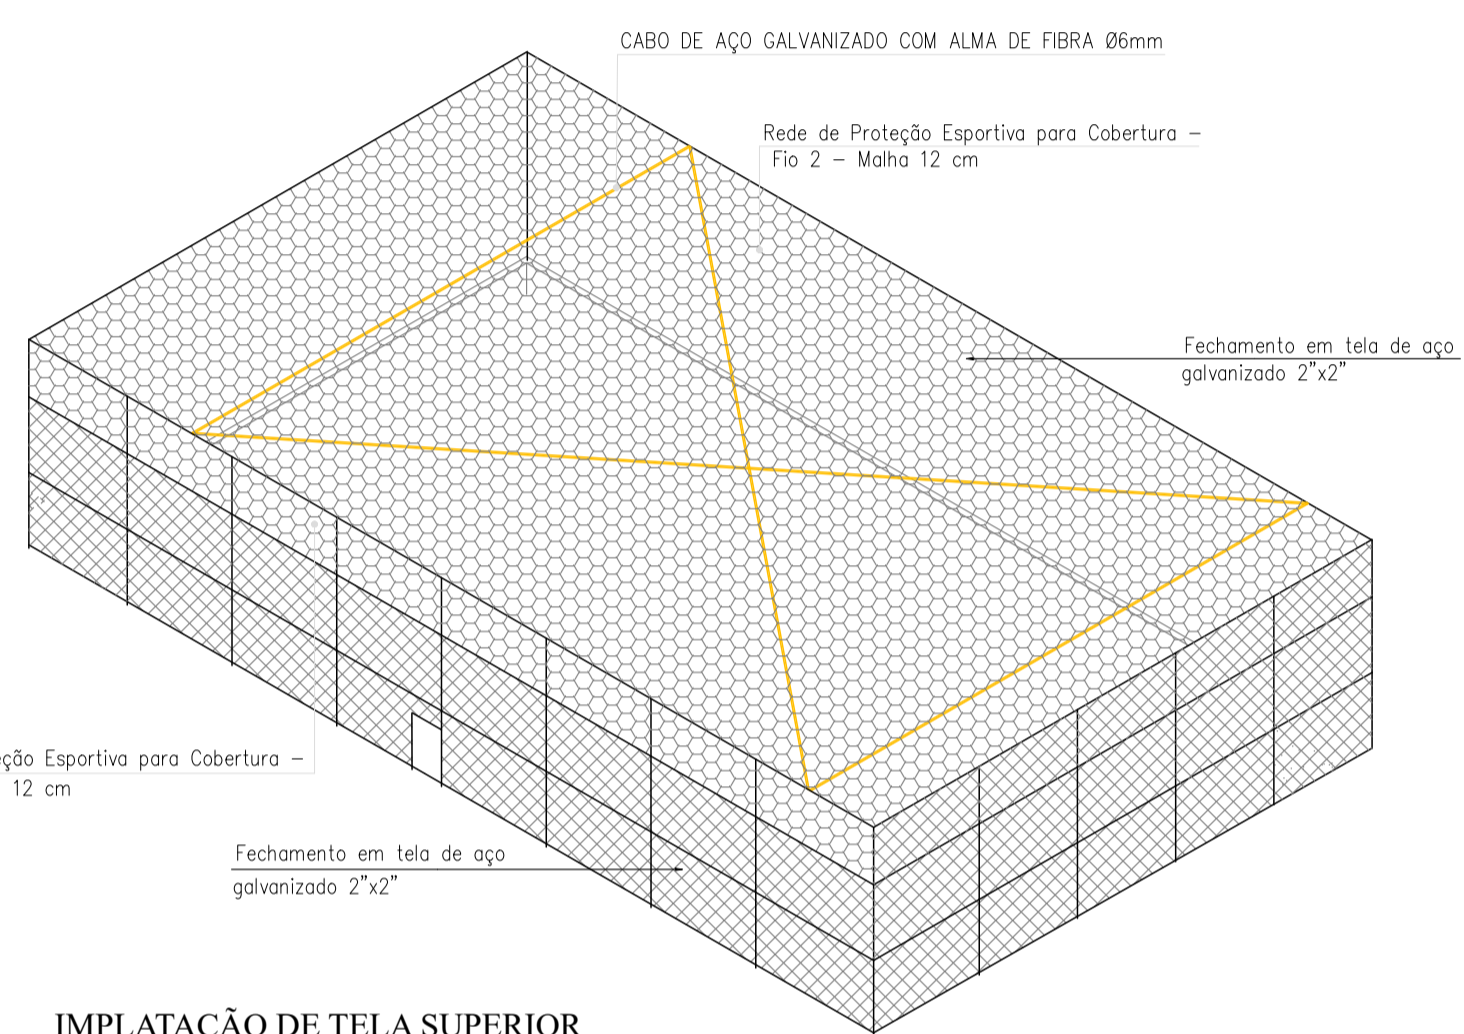 CABO DE AÇO GALVANIZADO COM ALMA DE FIBRA Ø6mm
Rede de Proteção Esportiva para Cobertura –
Fio 2 – Malha 12 cm
Fechamento em tela de aço
galvanizado 2"x2"
Esportiva para Cobertura –
12 cm
Fechamento em tela de aço
galvanizado 2"x2"
IMPLATAÇÃO DE TELA SUPERIOR